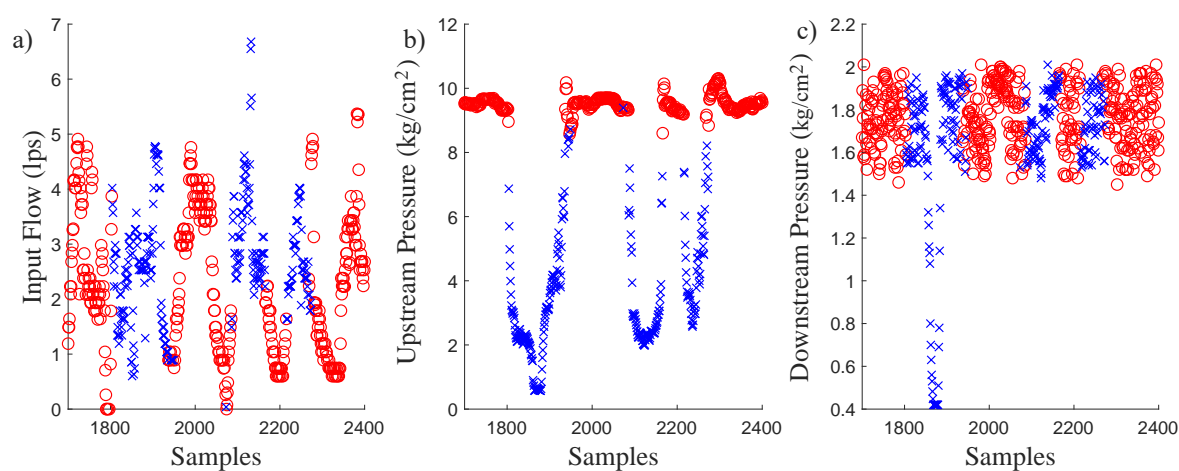 a)
Input Flow (lps)
7
6
5
4
3
2
1
0
1800 2000 2200 2400
Samples
b)
Upstream Pressure (kg/cm2)
12
10
8
6
4
2
0
1800 2000 2200 2400
Samples
c)
Downstream Pressure (kg/cm2)
2.2
2
1.8
1.6
1.4
1.2
1
0.8
0.6
0.4
1800 2000 2200 2400
Samples